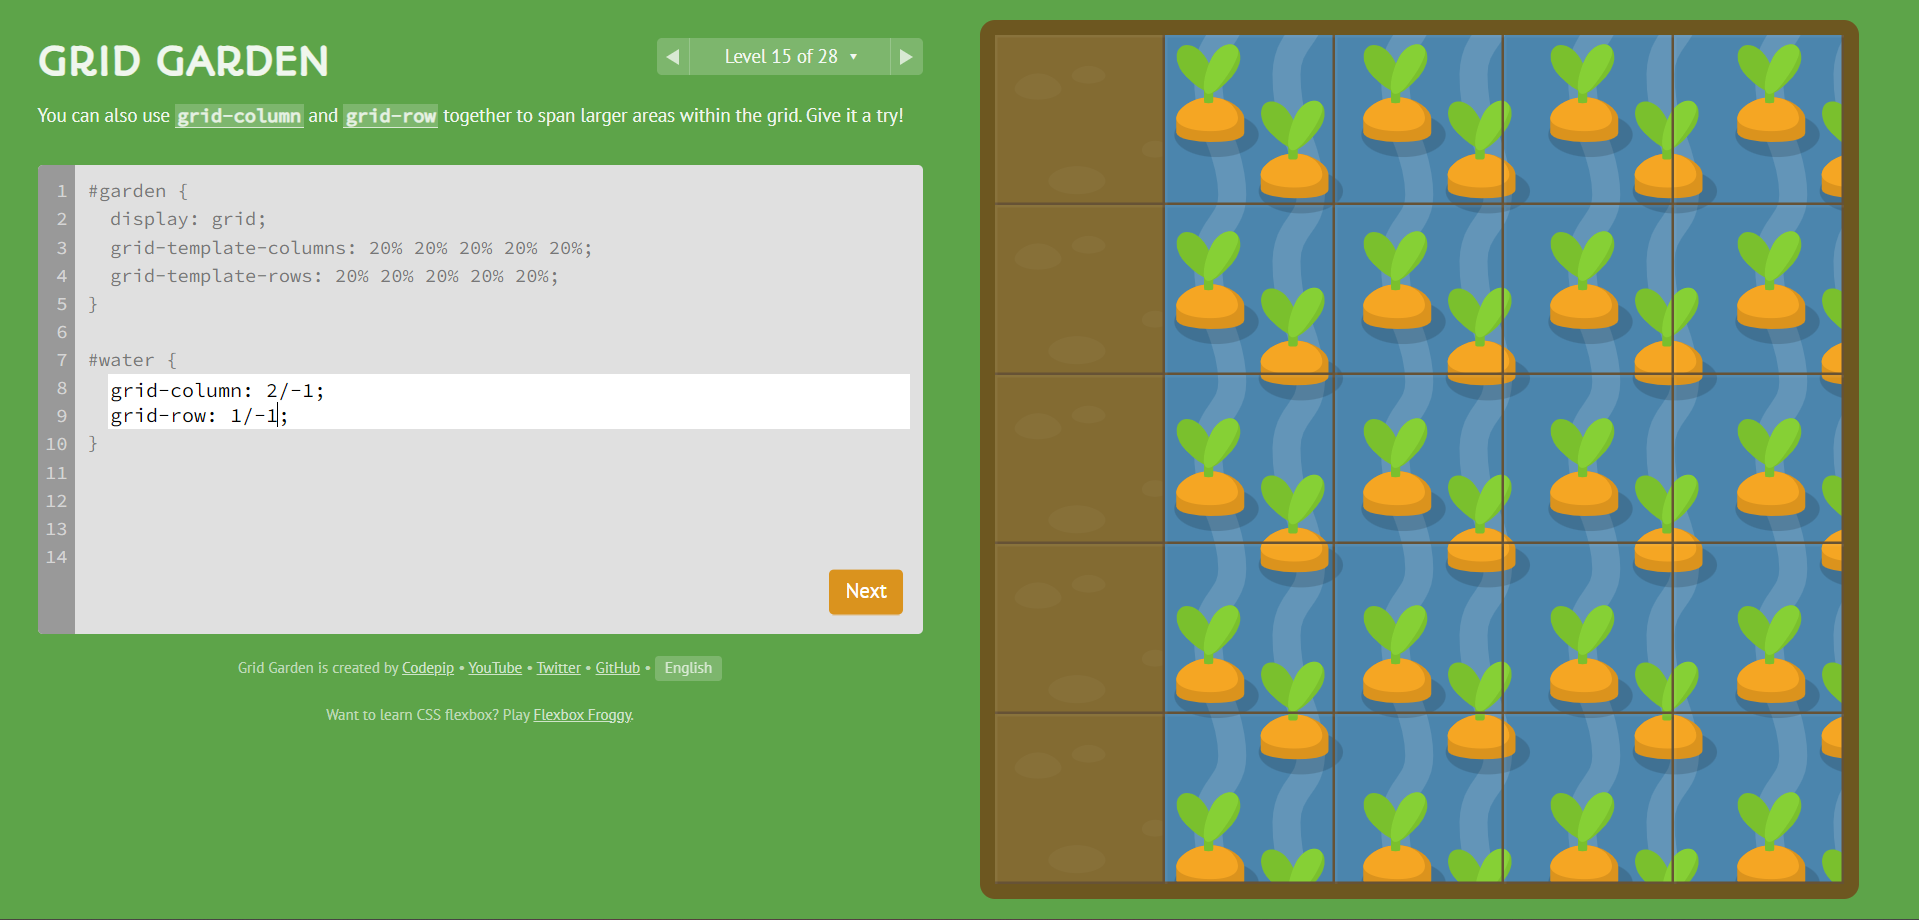 GRID GARDEN
◀ Level 15 of 28 ▾ ▶
You can also use grid-column and grid-row together to span larger areas within the grid. Give it a try!
1 #garden {
2 display: grid;
3 grid-template-columns: 20% 20% 20% 20% 20%;
4 grid-template-rows: 20% 20% 20% 20% 20%;
5 }
6
7 #water {
8 grid-column: 2/-1;
9 grid-row: 1/-1;
10 }
11
12
13
14
Next
Grid Garden is created by Codepip • YouTube • Twitter • GitHub • English
Want to learn CSS flexbox? Play Flexbox Froggy.